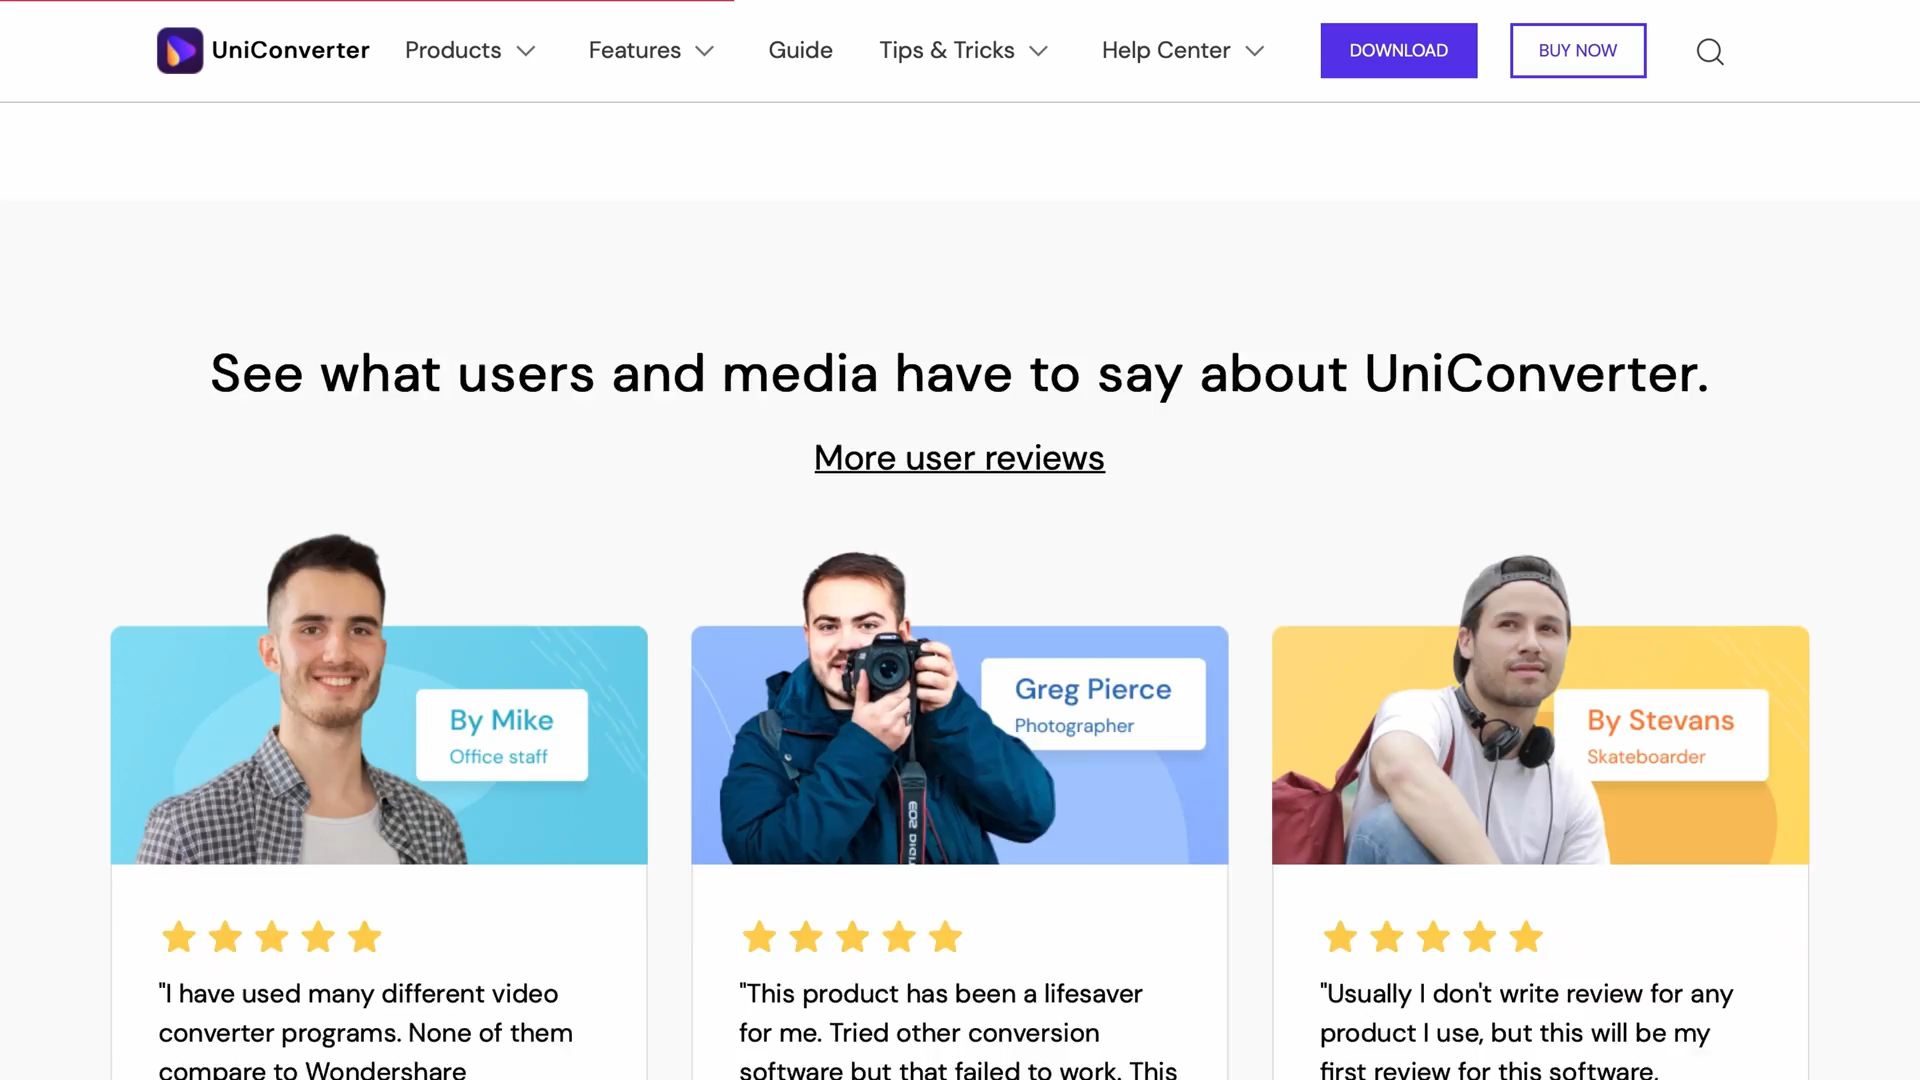 UniConverter Products Features Guide Tips & Tricks Help Center DOWNLOAD BUY NOW
See what users and media have to say about UniConverter.
More user reviews
By Mike
Office staff
Greg Pierce
Photographer
By Stevans
Skateboarder
EOS DIGI
"I have used many different video
converter programs. None of them
compare to Wondershare
"This product has been a lifesaver
for me. Tried other conversion
software but that failed to work. This
"Usually I don't write review for any
product I use, but this will be my
first review for this software,